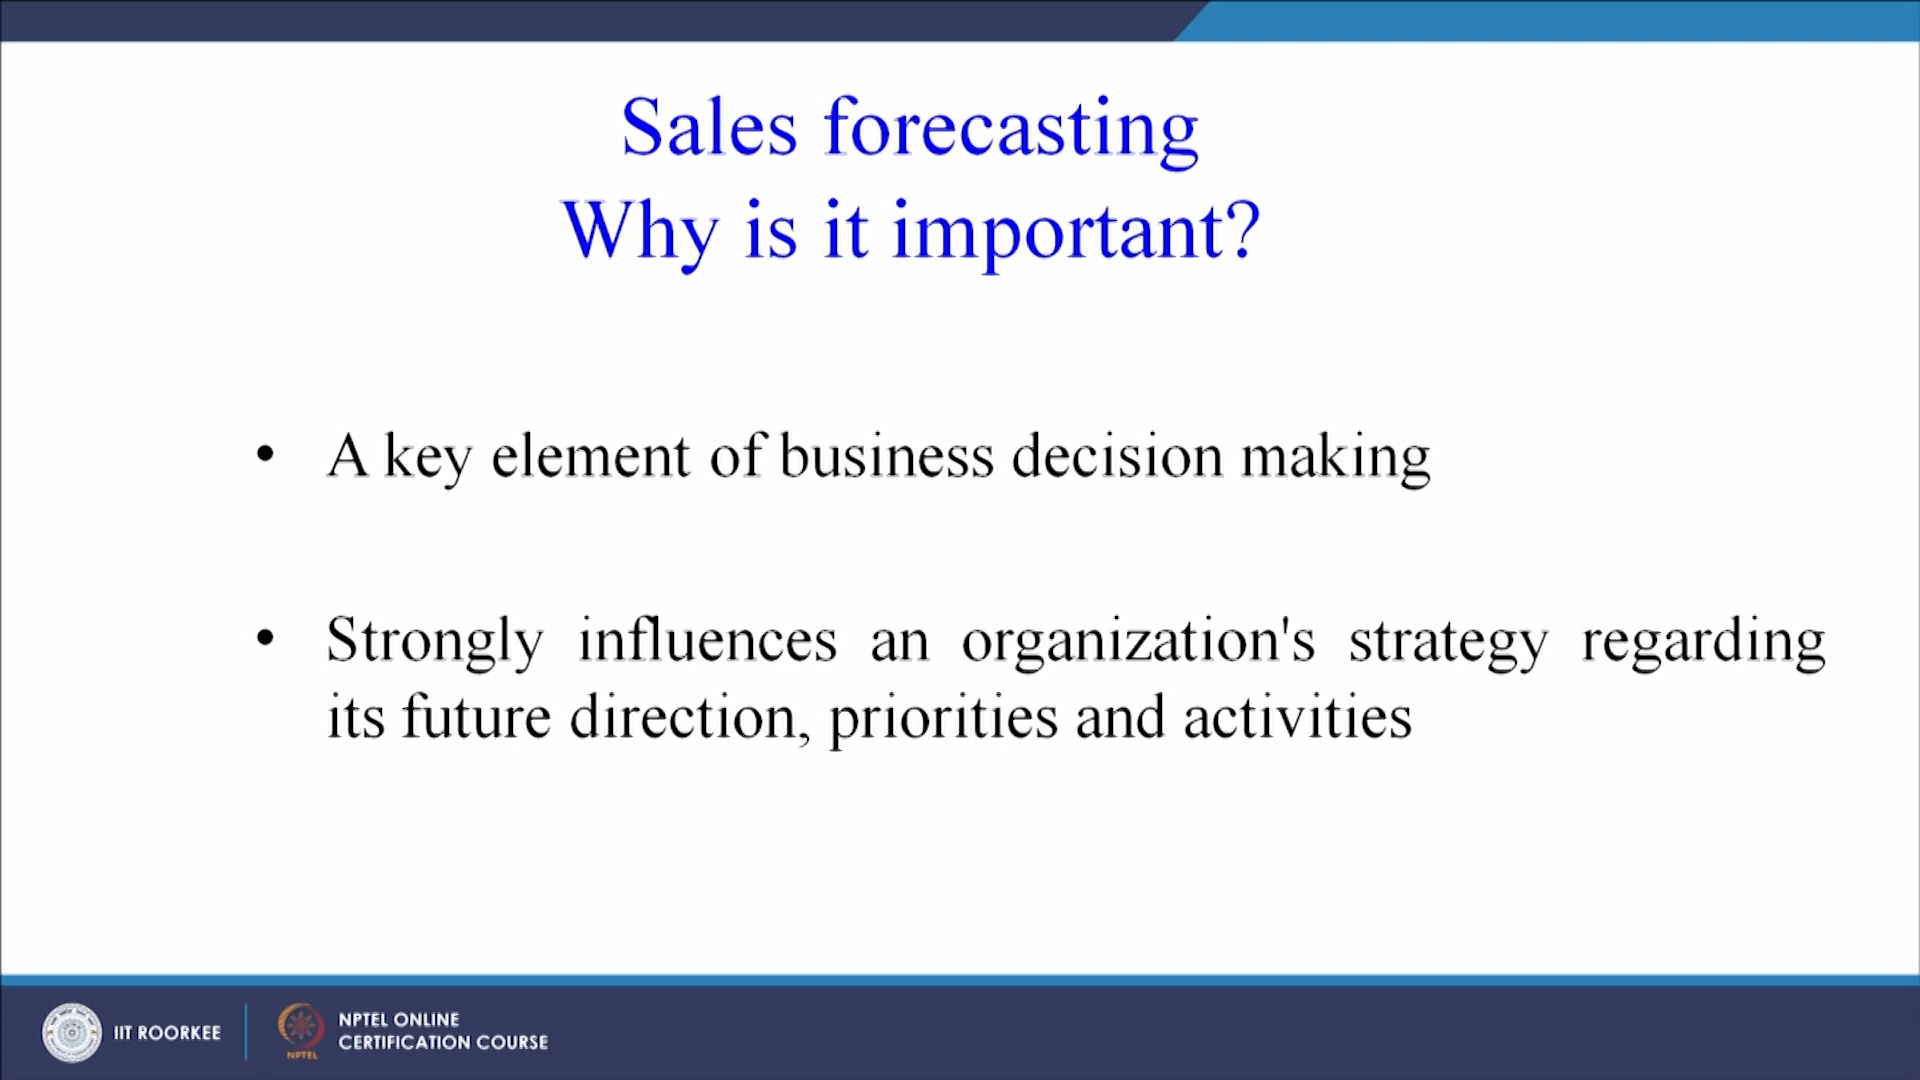 Sales forecasting
Why is it important?
• A key element of business decision making
• Strongly influences an organization's strategy regarding
its future direction, priorities and activities
IIT ROORKEE
NPTEL
NPTEL ONLINE
CERTIFICATION COURSE